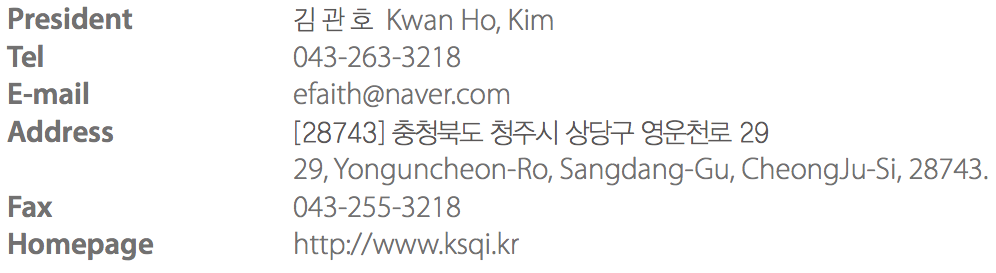 President 김 관 호 Kwan Ho, Kim
Tel 043-263-3218
E-mail efaith@naver.com
Address [28743] 충청북도 청주시 상당구 영운천로 29
29, Yonguncheon-Ro, Sangdang-Gu, CheongJu-Si, 28743.
Fax 043-255-3218
Homepage http://www.ksqi.kr